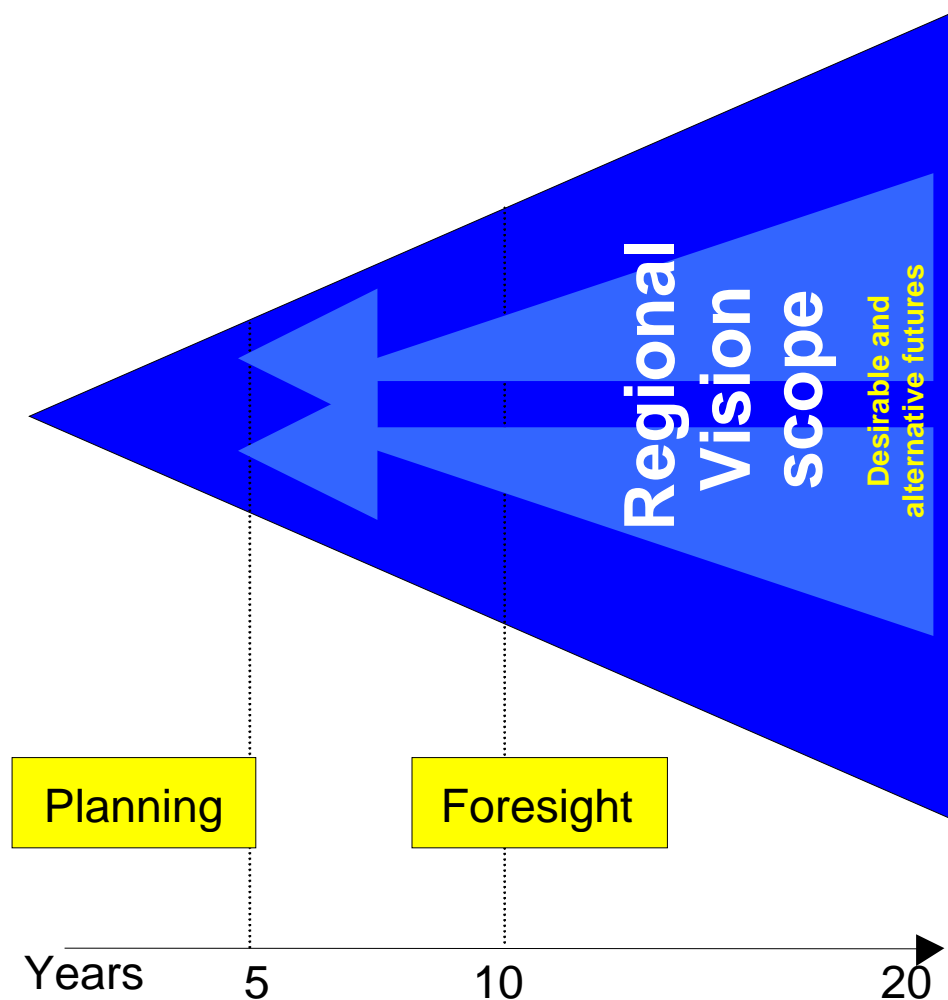 Regional
Vision
scope
Desirable and
alternative futures
Planning
Foresight
Years
5
10
20